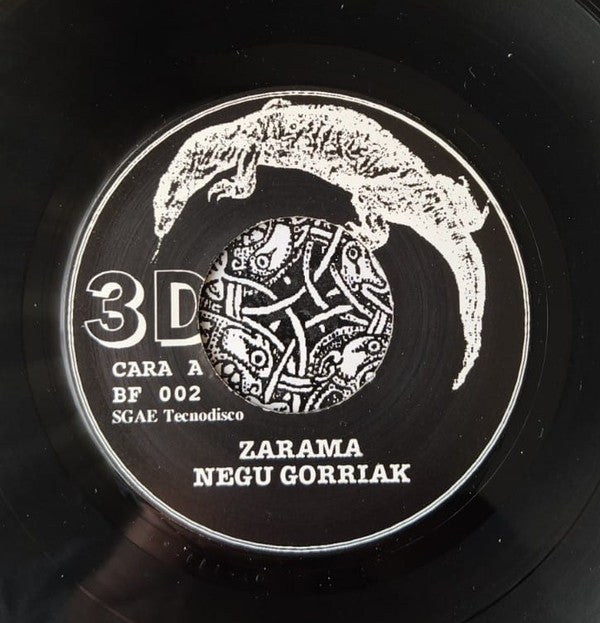 3D
CARA A
BF 002
SGAE Tecnodisco
ZARAMA
NEGU GORRIAK